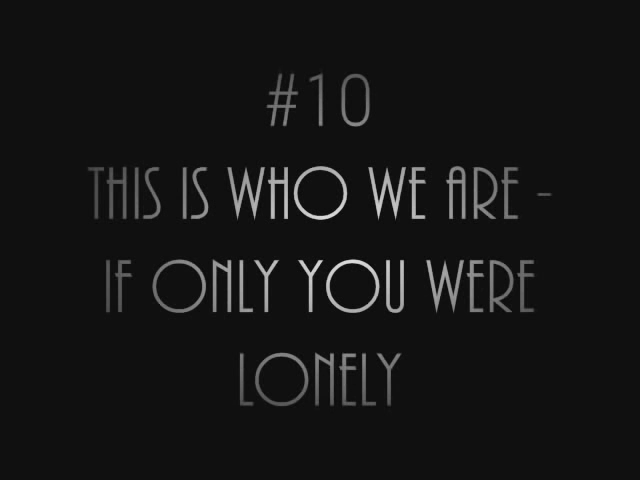 #10
THIS IS WHO WE ARE -
IF ONLY YOU WERE
LONELY